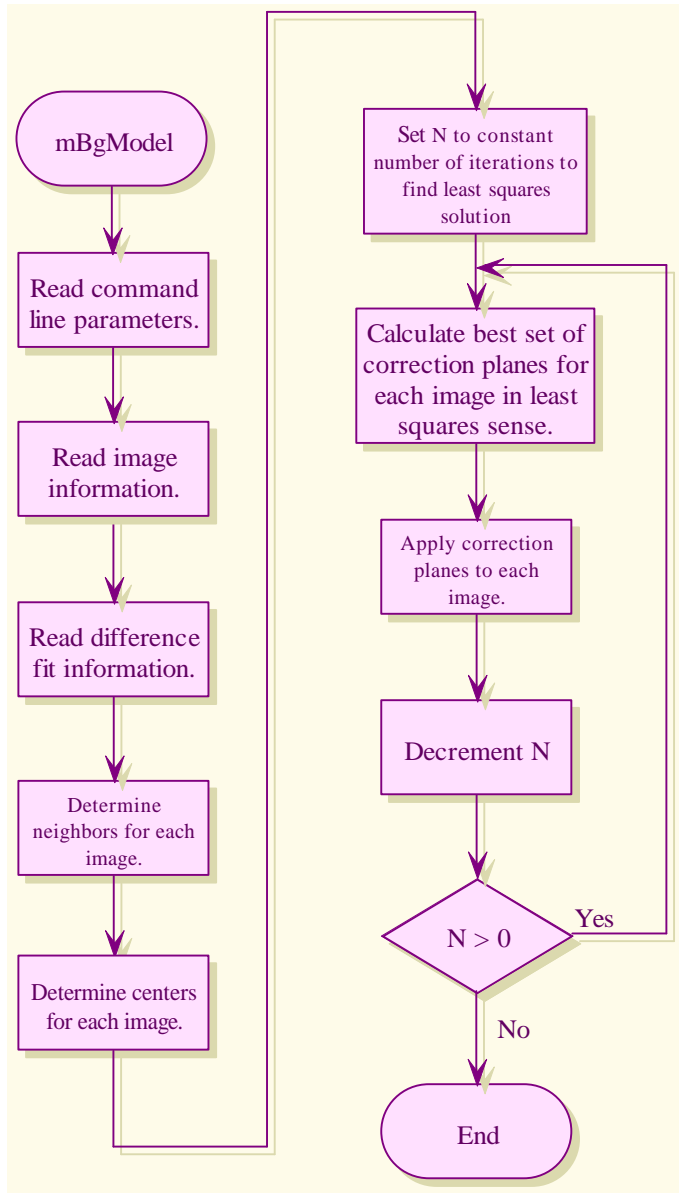 mBgModel
Read command
line parameters.
Read image
information.
Read difference
fit information.
Determine
neighbors for each
image.
Determine centers
for each image.
Set N to constant
number of iterations to
find least squares
solution
Calculate best set of
correction planes for
each image in least
squares sense.
Apply correction
planes to each
image.
Decrement N
N > 0
Yes
No
End